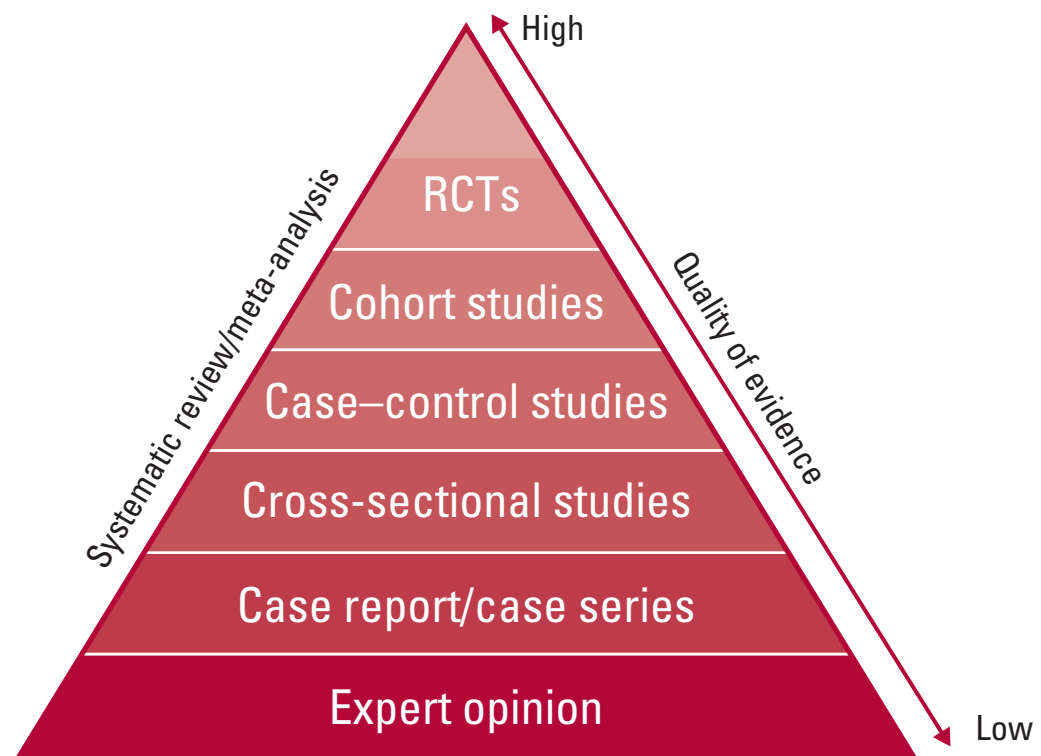 High
RCTs
Systematic review/meta-analysis
Cohort studies
Quality of evidence
Case–control studies
Cross-sectional studies
Case report/case series
Expert opinion
Low